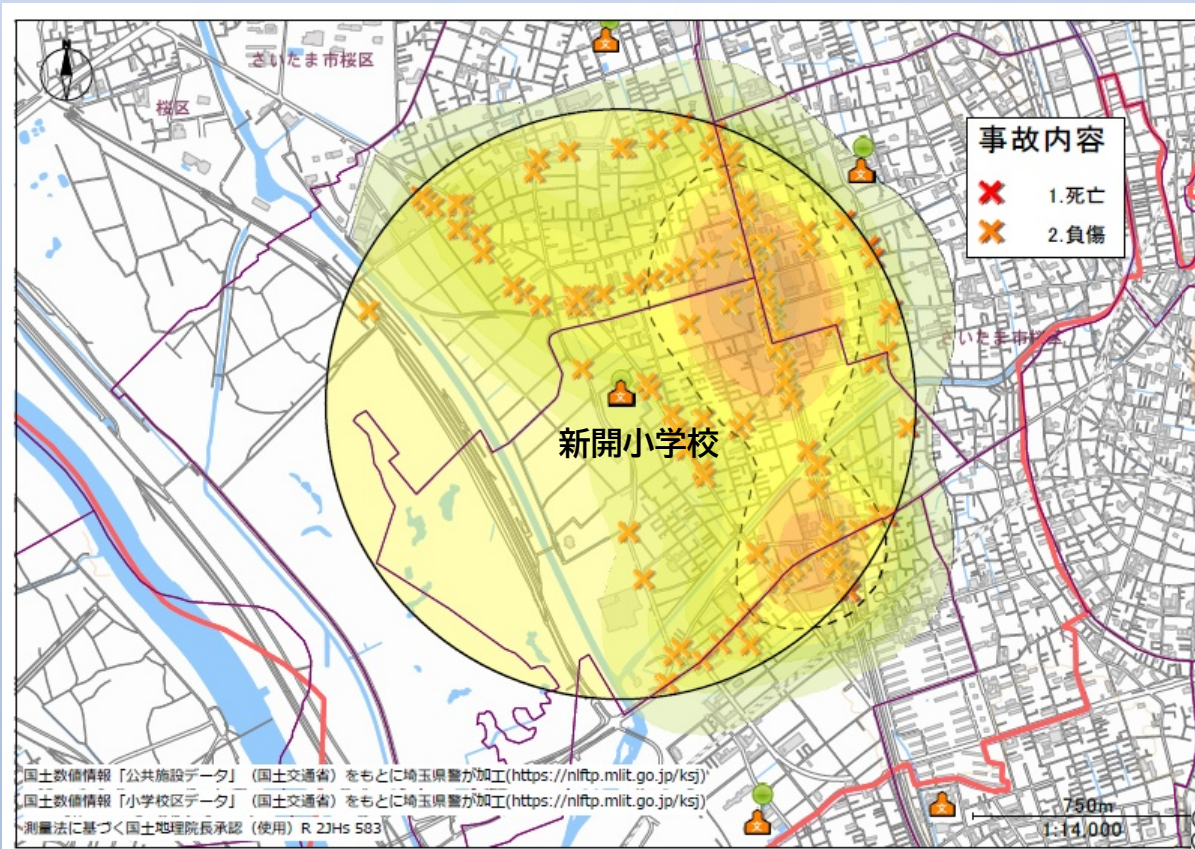 N
さいたま市桜区
桜区
事故内容
1.死亡
2.負傷
さいたま市桜区
文
文
文
新開小学校
文
文
国土数値情報「公共施設データ」(国土交通省)をもとに埼玉県警が加工(https://nlftp.mlit.go.jp/ksj)
国土数値情報「小学校区データ」(国土交通省)をもとに埼玉県警が加工(https://nlftp.mlit.go.jp/ksj)
測量法に基づく国土地理院長承認(使用)R 2JHs 583
750m
1:14,000